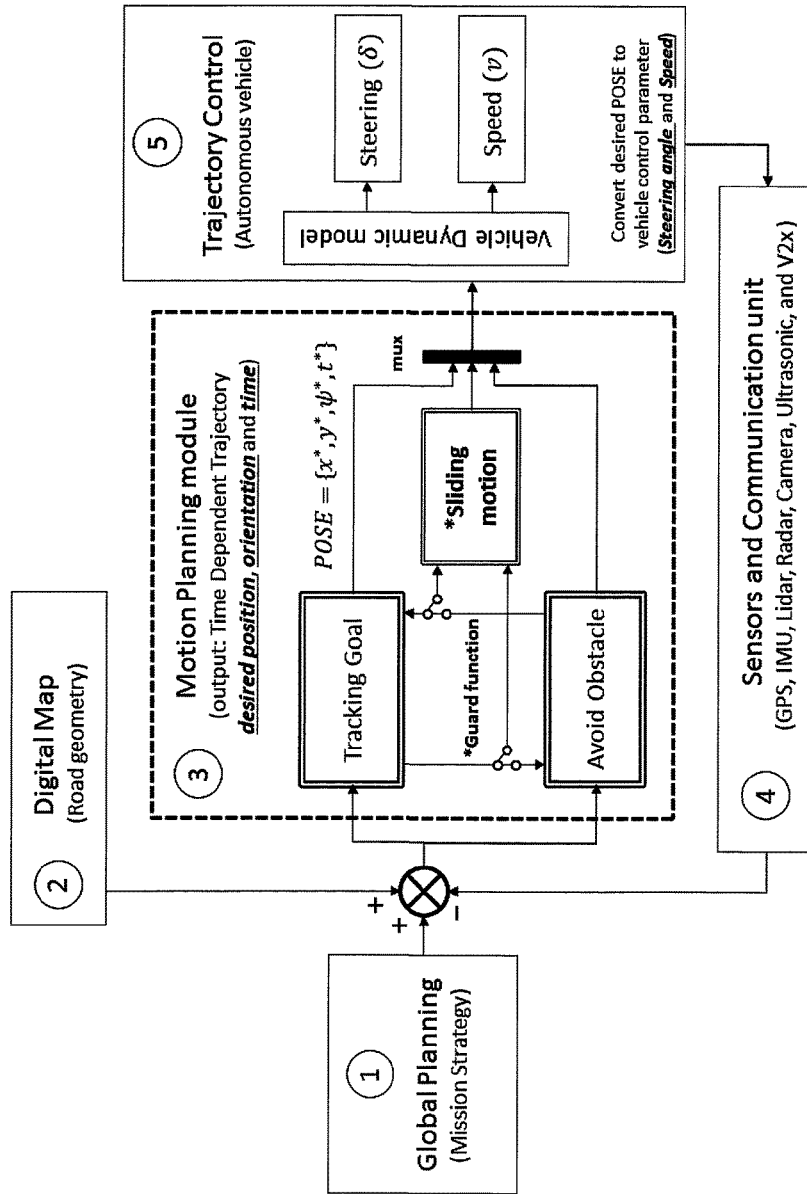 1
Global Planning
(Mission Strategy)
2
Digital Map
(Road geometry)
+
+
−
3
Motion Planning module
(output: Time Dependent Trajectory
desired position, orientation and time)
Tracking Goal
*Guard function
Avoid Obstacle
*Sliding
motion
POSE = {x*, y*, ψ*, t*}
mux
5
Trajectory Control
(Autonomous vehicle)
Vehicle Dynamic model
Steering (δ)
Speed (v)
Convert desired POSE to
vehicle control parameter
(Steering angle and Speed)
4
Sensors and Communication unit
(GPS, IMU, Lidar, Radar, Camera, Ultrasonic, and V2x)